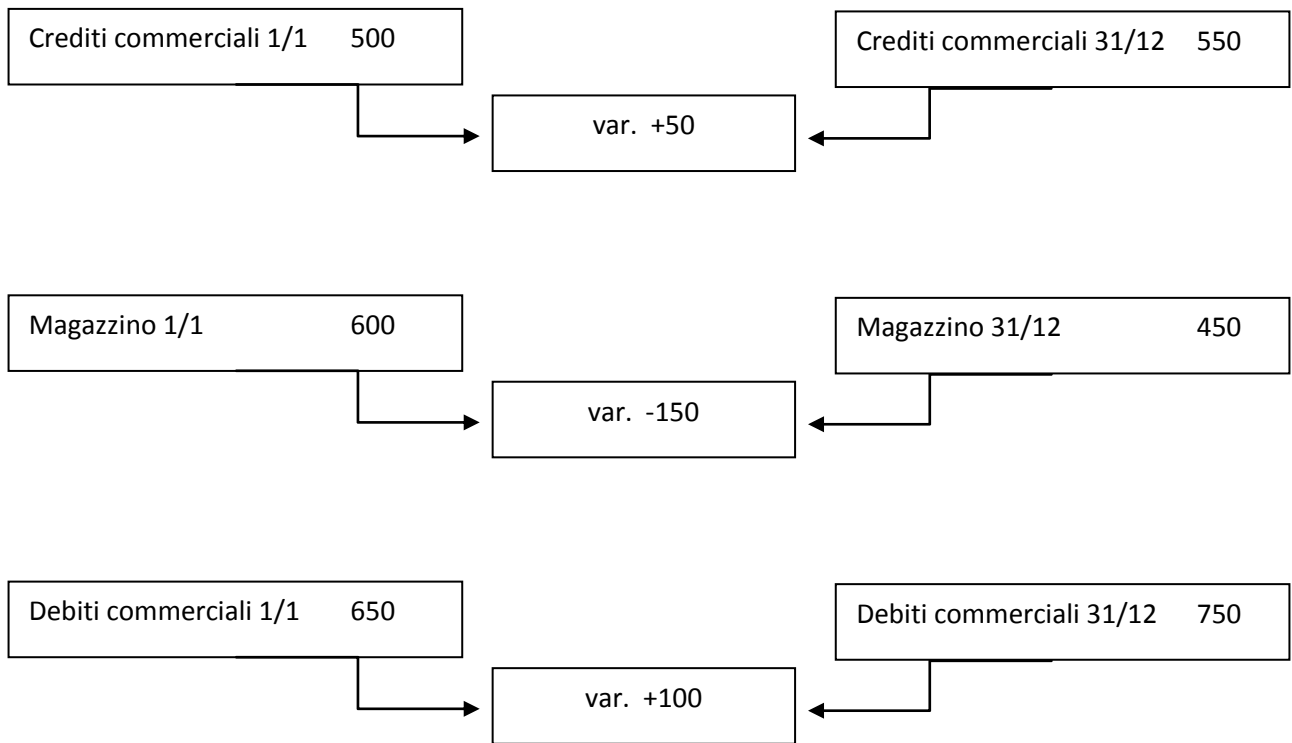 Crediti commerciali 1/1 500
Crediti commerciali 31/12 550
var. +50
Magazzino 1/1 600
Magazzino 31/12 450
var. -150
Debiti commerciali 1/1 650
Debiti commerciali 31/12 750
var. +100